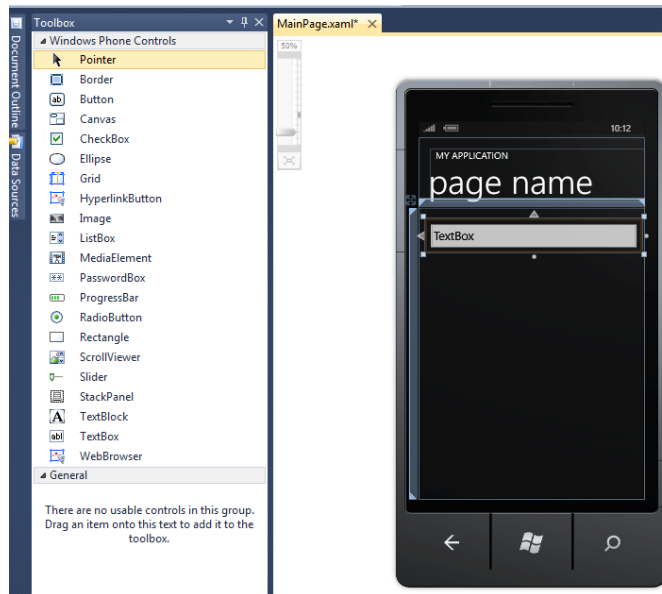 Toolbox
MainPage.xaml*
Document Outline
Data Sources
Windows Phone Controls
Pointer
Border
ab
Button
Canvas
CheckBox
Ellipse
Grid
HyperlinkButton
Image
ListBox
MediaElement
PasswordBox
ProgressBar
RadioButton
Rectangle
ScrollViewer
Slider
StackPanel
A
TextBlock
abl
TextBox
WebBrowser
General
There are no usable controls in this group.
Drag an item onto this text to add it to the
toolbox.
50%
10:12
MY APPLICATION
page name
TextBox